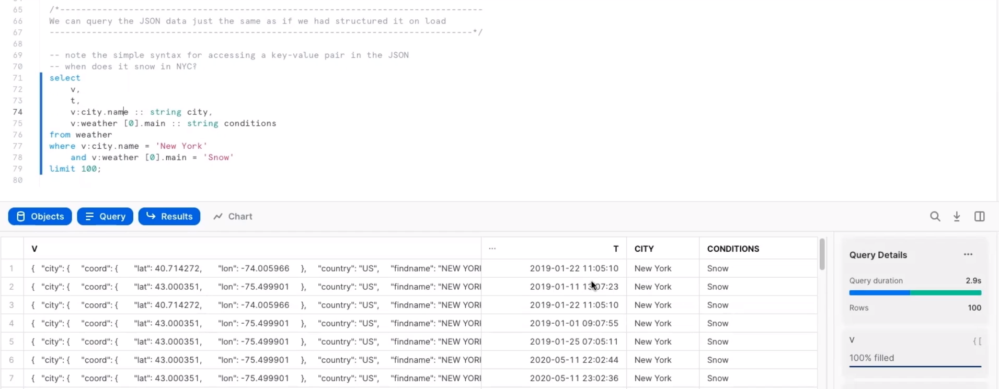 65 /*--------------------------------------------------------------------------------
66 We can query the JSON data just the same as if we had structured it on load
67 --------------------------------------------------------------------------------*/
68
69 -- note the simple syntax for accessing a key-value pair in the JSON
70 -- when does it snow in NYC?
71 select
72 v,
73 t,
74 v:city.name :: string city,
75 v:weather [0].main :: string conditions
76 from weather
77 where v:city.name = 'New York'
78 and v:weather [0].main = 'Snow'
79 limit 100;
80
Objects Query Results Chart
V ... T CITY CONDITIONS
1 { "city": { "coord": { "lat": 40.714272, "lon": -74.005966 }, "country": "US", "findname": "NEW YORK 2019-01-22 11:05:10 New York Snow
2 { "city": { "coord": { "lat": 43.000351, "lon": -75.499901 }, "country": "US", "findname": "NEW YORK 2019-01-11 13:07:23 New York Snow
3 { "city": { "coord": { "lat": 40.714272, "lon": -74.005966 }, "country": "US", "findname": "NEW YORK 2019-01-22 11:05:10 New York Snow
4 { "city": { "coord": { "lat": 43.000351, "lon": -75.499901 }, "country": "US", "findname": "NEW YORK 2019-01-01 09:07:55 New York Snow
5 { "city": { "coord": { "lat": 43.000351, "lon": -75.499901 }, "country": "US", "findname": "NEW YORK 2019-01-25 07:05:11 New York Snow
6 { "city": { "coord": { "lat": 43.000351, "lon": -75.499901 }, "country": "US", "findname": "NEW YORK 2020-05-11 22:02:44 New York Snow
7 { "city": { "coord": { "lat": 43.000351, "lon": -75.499901 }, "country": "US", "findname": "NEW YORK 2020-05-11 23:02:36 New York Snow
Query Details ...
Query duration 2.9s
Rows 100
V { [
100% filled